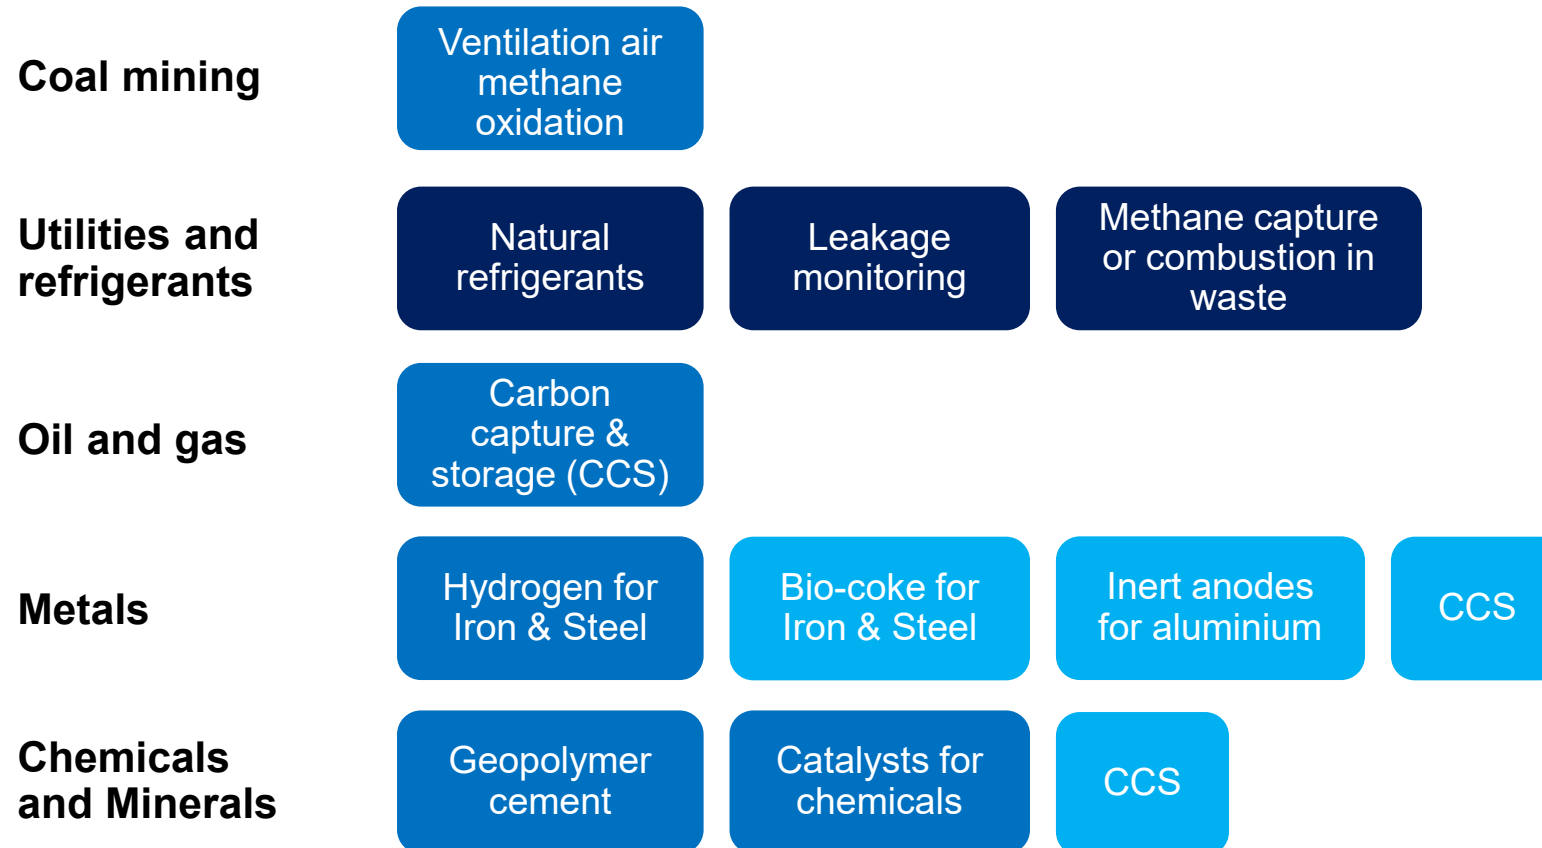 Coal mining
Ventilation air
methane
oxidation
Utilities and
refrigerants
Natural
refrigerants
Leakage
monitoring
Methane capture
or combustion in
waste
Oil and gas
Carbon
capture &
storage (CCS)
Metals
Hydrogen for
Iron & Steel
Bio-coke for
Iron & Steel
Inert anodes
for aluminium
CCS
Chemicals
and Minerals
Geopolymer
cement
Catalysts for
chemicals
CCS